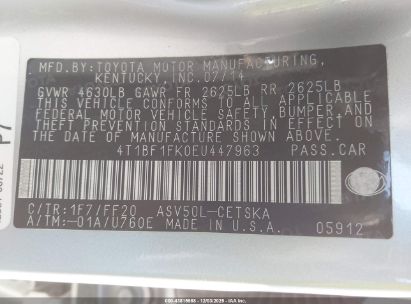 MFD.BY:TOYOTA MOTOR MANUFACTURING,
KENTUCKY, INC. 07/14
GVWR 4630LB GAWR FR 2625LB RR 2625LB
THIS VEHICLE CONFORMS TO ALL APPLICABLE
FEDERAL MOTOR VEHICLE SAFETY, BUMPER, AND
THEFT PREVENTION STANDARDS IN EFFECT ON
THE DATE OF MANUFACTURE SHOWN ABOVE.
4T1BF1FK0EU447963 PASS.CAR
C/TR:1F7/FF20 ASV50L-CETSKA
A/TM:-01A/U760E MADE IN U.S.A. 05912